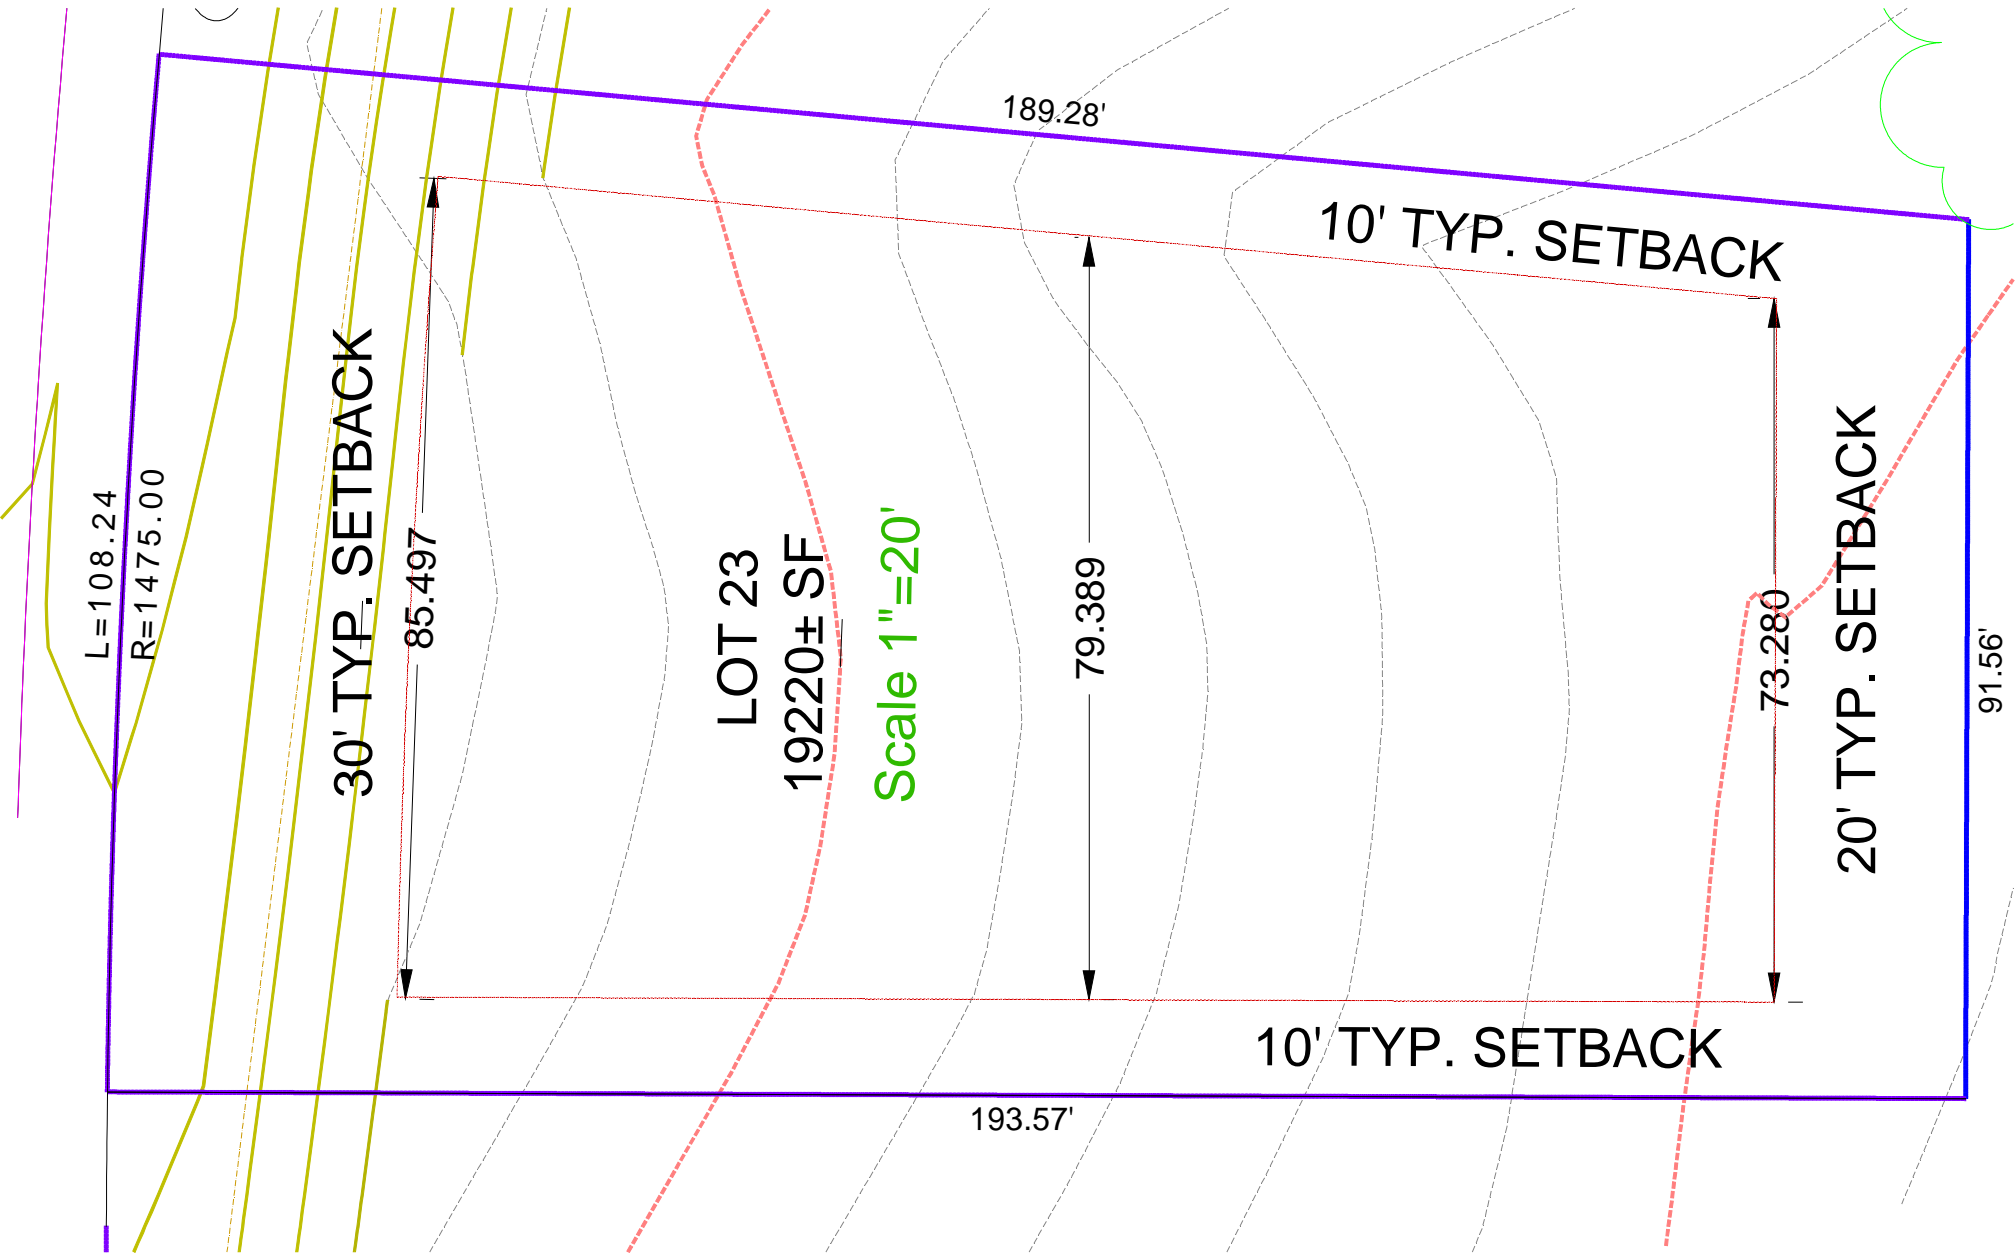 189.28'
10' TYP. SETBACK
30' TYP. SETBACK
L=108.24
R=1475.00
85.497
LOT 23
19220± SF
Scale 1"=20'
79.389
73.280
20' TYP. SETBACK
91.56'
10' TYP. SETBACK
193.57'